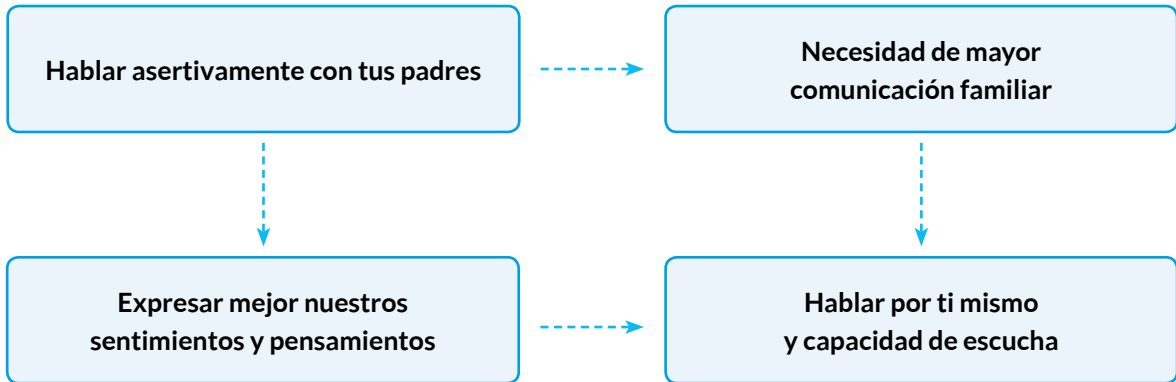 Hablar asertivamente con tus padres
Necesidad de mayor
comunicación familiar
Expresar mejor nuestros
sentimientos y pensamientos
Hablar por ti mismo
y capacidad de escucha